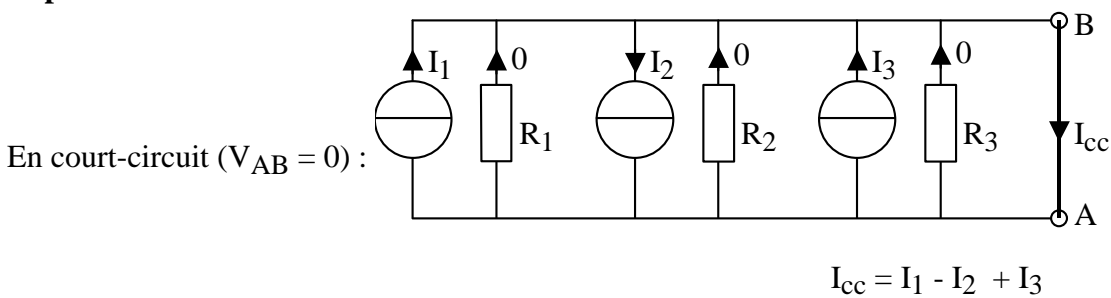 B
I1 0 I2 0 I3 0
R1 R2 R3 Icc
En court-circuit (VAB = 0) :
A
Icc = I1 - I2 + I3